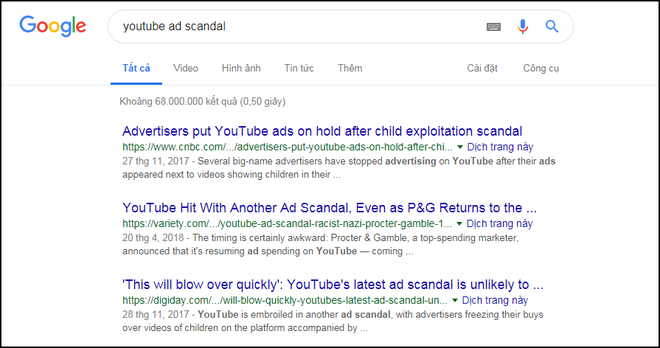 Google
youtube ad scandal
Tất cả Video Hình ảnh Tin tức Thêm Cài đặt Công cụ
Khoảng 68.000.000 kết quả (0,50 giây)
Advertisers put YouTube ads on hold after child exploitation scandal
https://www.cnbc.com/.../advertisers-put-youtube-ads-on-hold-after-chi... ▼ Dịch trang này
27 thg 11, 2017 - Several big-name advertisers have stopped advertising on YouTube after their ads
appeared next to videos showing children in their ...
YouTube Hit With Another Ad Scandal, Even as P&G Returns to the ...
https://variety.com/.../youtube-ad-scandal-racist-nazi-procter-gamble-1... ▼ Dịch trang này
20 thg 4, 2018 - The timing is certainly awkward: Procter & Gamble, a top-spending marketer,
announced that it's resuming ad spending on YouTube — coming ...
'This will blow over quickly': YouTube's latest ad scandal is unlikely to ...
https://digiday.com/.../will-blow-quickly-youtubes-latest-ad-scandal-un... ▼ Dịch trang này
28 thg 11, 2017 - YouTube is embroiled in another ad scandal, with advertisers freezing their buys
over videos of children on the platform accompanied by ...